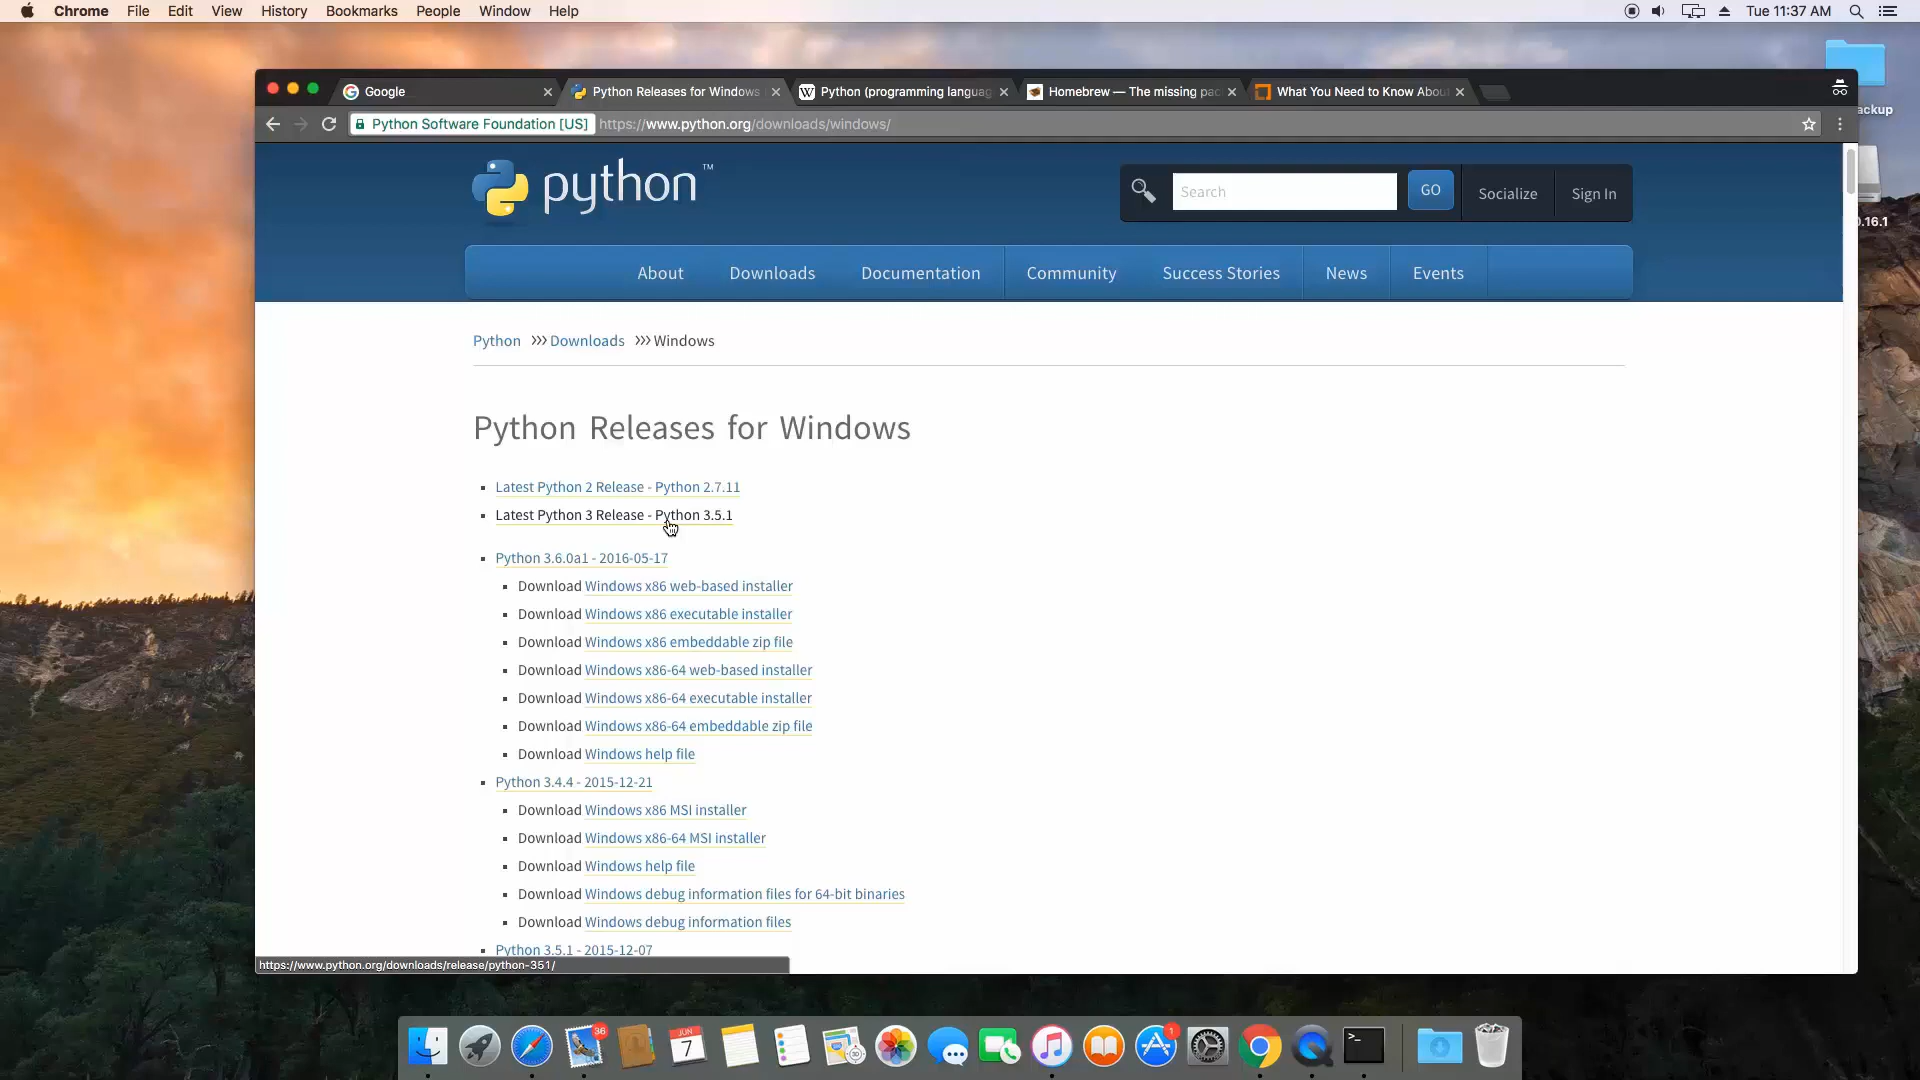 Chrome File Edit View History Bookmarks People Window Help Tue 11:37 AM
Google
Python Releases for Windows
Python (programming languag
Homebrew — The missing pac
What You Need to Know Abou
ackup
Python Software Foundation [US] https://www.python.org/downloads/windows/
python™
Search
GO
Socialize
Sign In
0.16.1
About
Downloads
Documentation
Community
Success Stories
News
Events
Python >>> Downloads >>> Windows
Python Releases for Windows
Latest Python 2 Release - Python 2.7.11
Latest Python 3 Release - Python 3.5.1
Python 3.6.0a1 - 2016-05-17
Download Windows x86 web-based installer
Download Windows x86 executable installer
Download Windows x86 embeddable zip file
Download Windows x86-64 web-based installer
Download Windows x86-64 executable installer
Download Windows x86-64 embeddable zip file
Download Windows help file
Python 3.4.4 - 2015-12-21
Download Windows x86 MSI installer
Download Windows x86-64 MSI installer
Download Windows help file
Download Windows debug information files for 64-bit binaries
Download Windows debug information files
Python 3.5.1 - 2015-12-07
https://www.python.org/downloads/release/python-351/
36
JUN
7
1